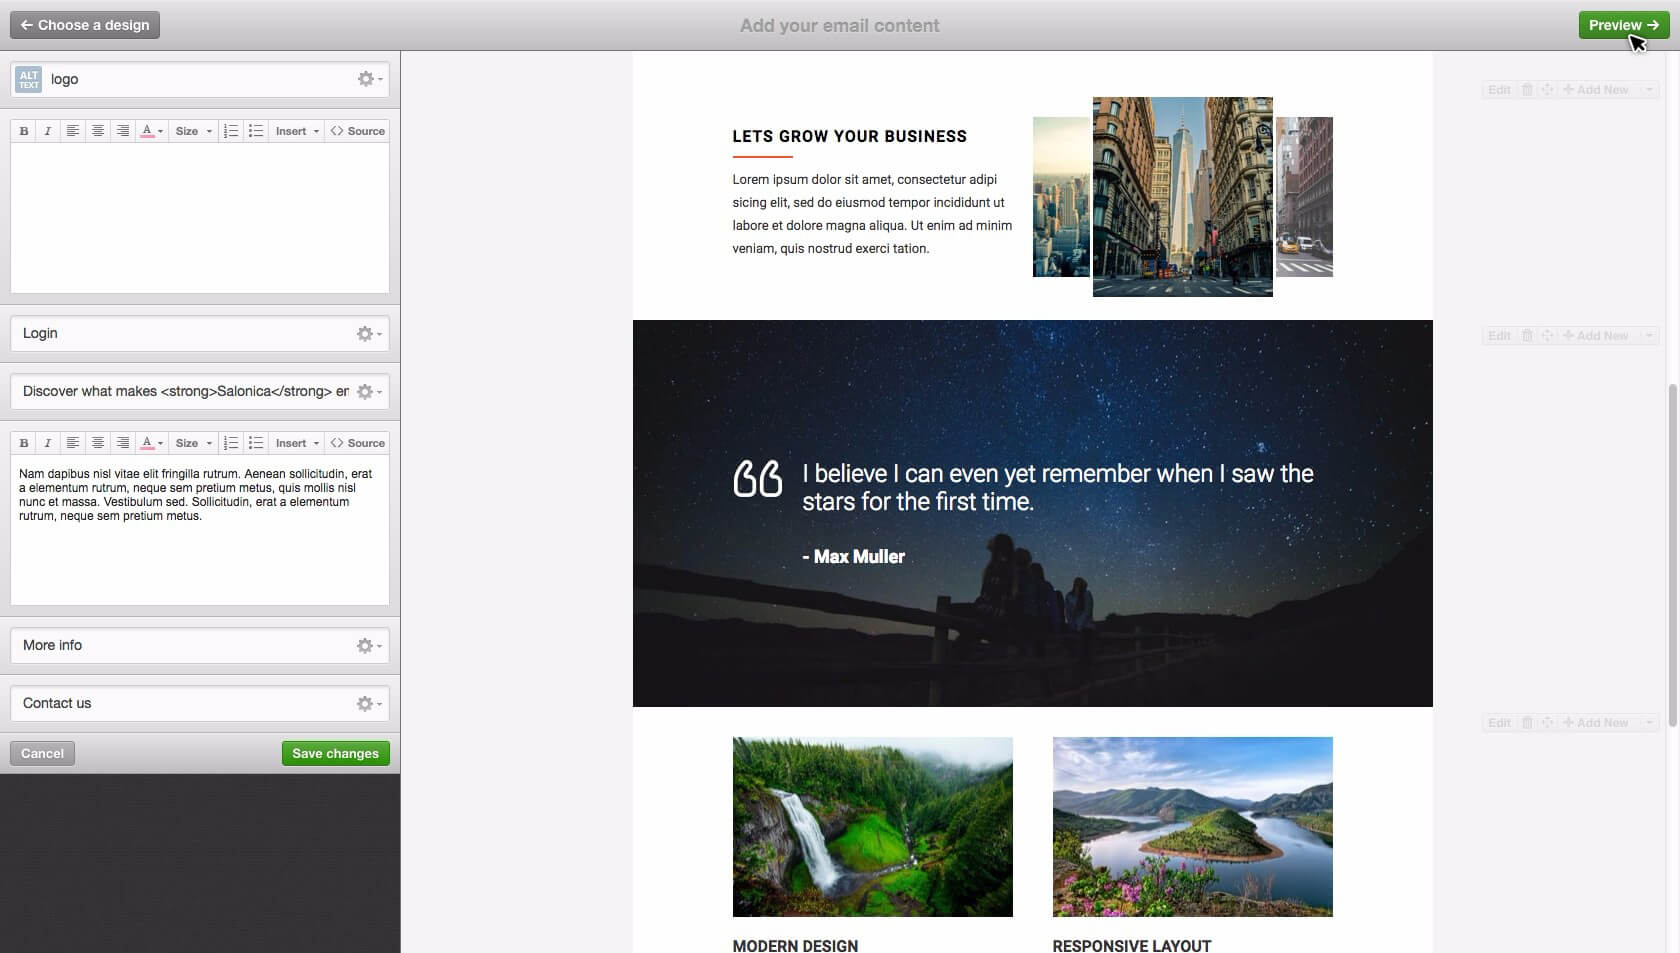 Choose a design
Add your email content
Preview
ALT
TEXT
logo
B I A Size Insert Source
Login
Discover what makes <strong>Salonica</strong> en
B I A Size Insert Source
Nam dapibus nisl vitae elit fringilla rutrum. Aenean sollicitudin, erat
a elementum rutrum, neque sem pretium metus, quis mollis nisl
nunc et massa. Vestibulum sed. Sollicitudin, erat a elementum
rutrum, neque sem pretium metus.
More info
Contact us
Cancel
Save changes
Edit Add New
LETS GROW YOUR BUSINESS
Lorem ipsum dolor sit amet, consectetur adipi
sicing elit, sed do eiusmod tempor incididunt ut
labore et dolore magna aliqua. Ut enim ad minim
veniam, quis nostrud exerci tation.
Edit Add New
I believe I can even yet remember when I saw the
stars for the first time.
- Max Muller
Edit Add New
MODERN DESIGN
RESPONSIVE LAYOUT